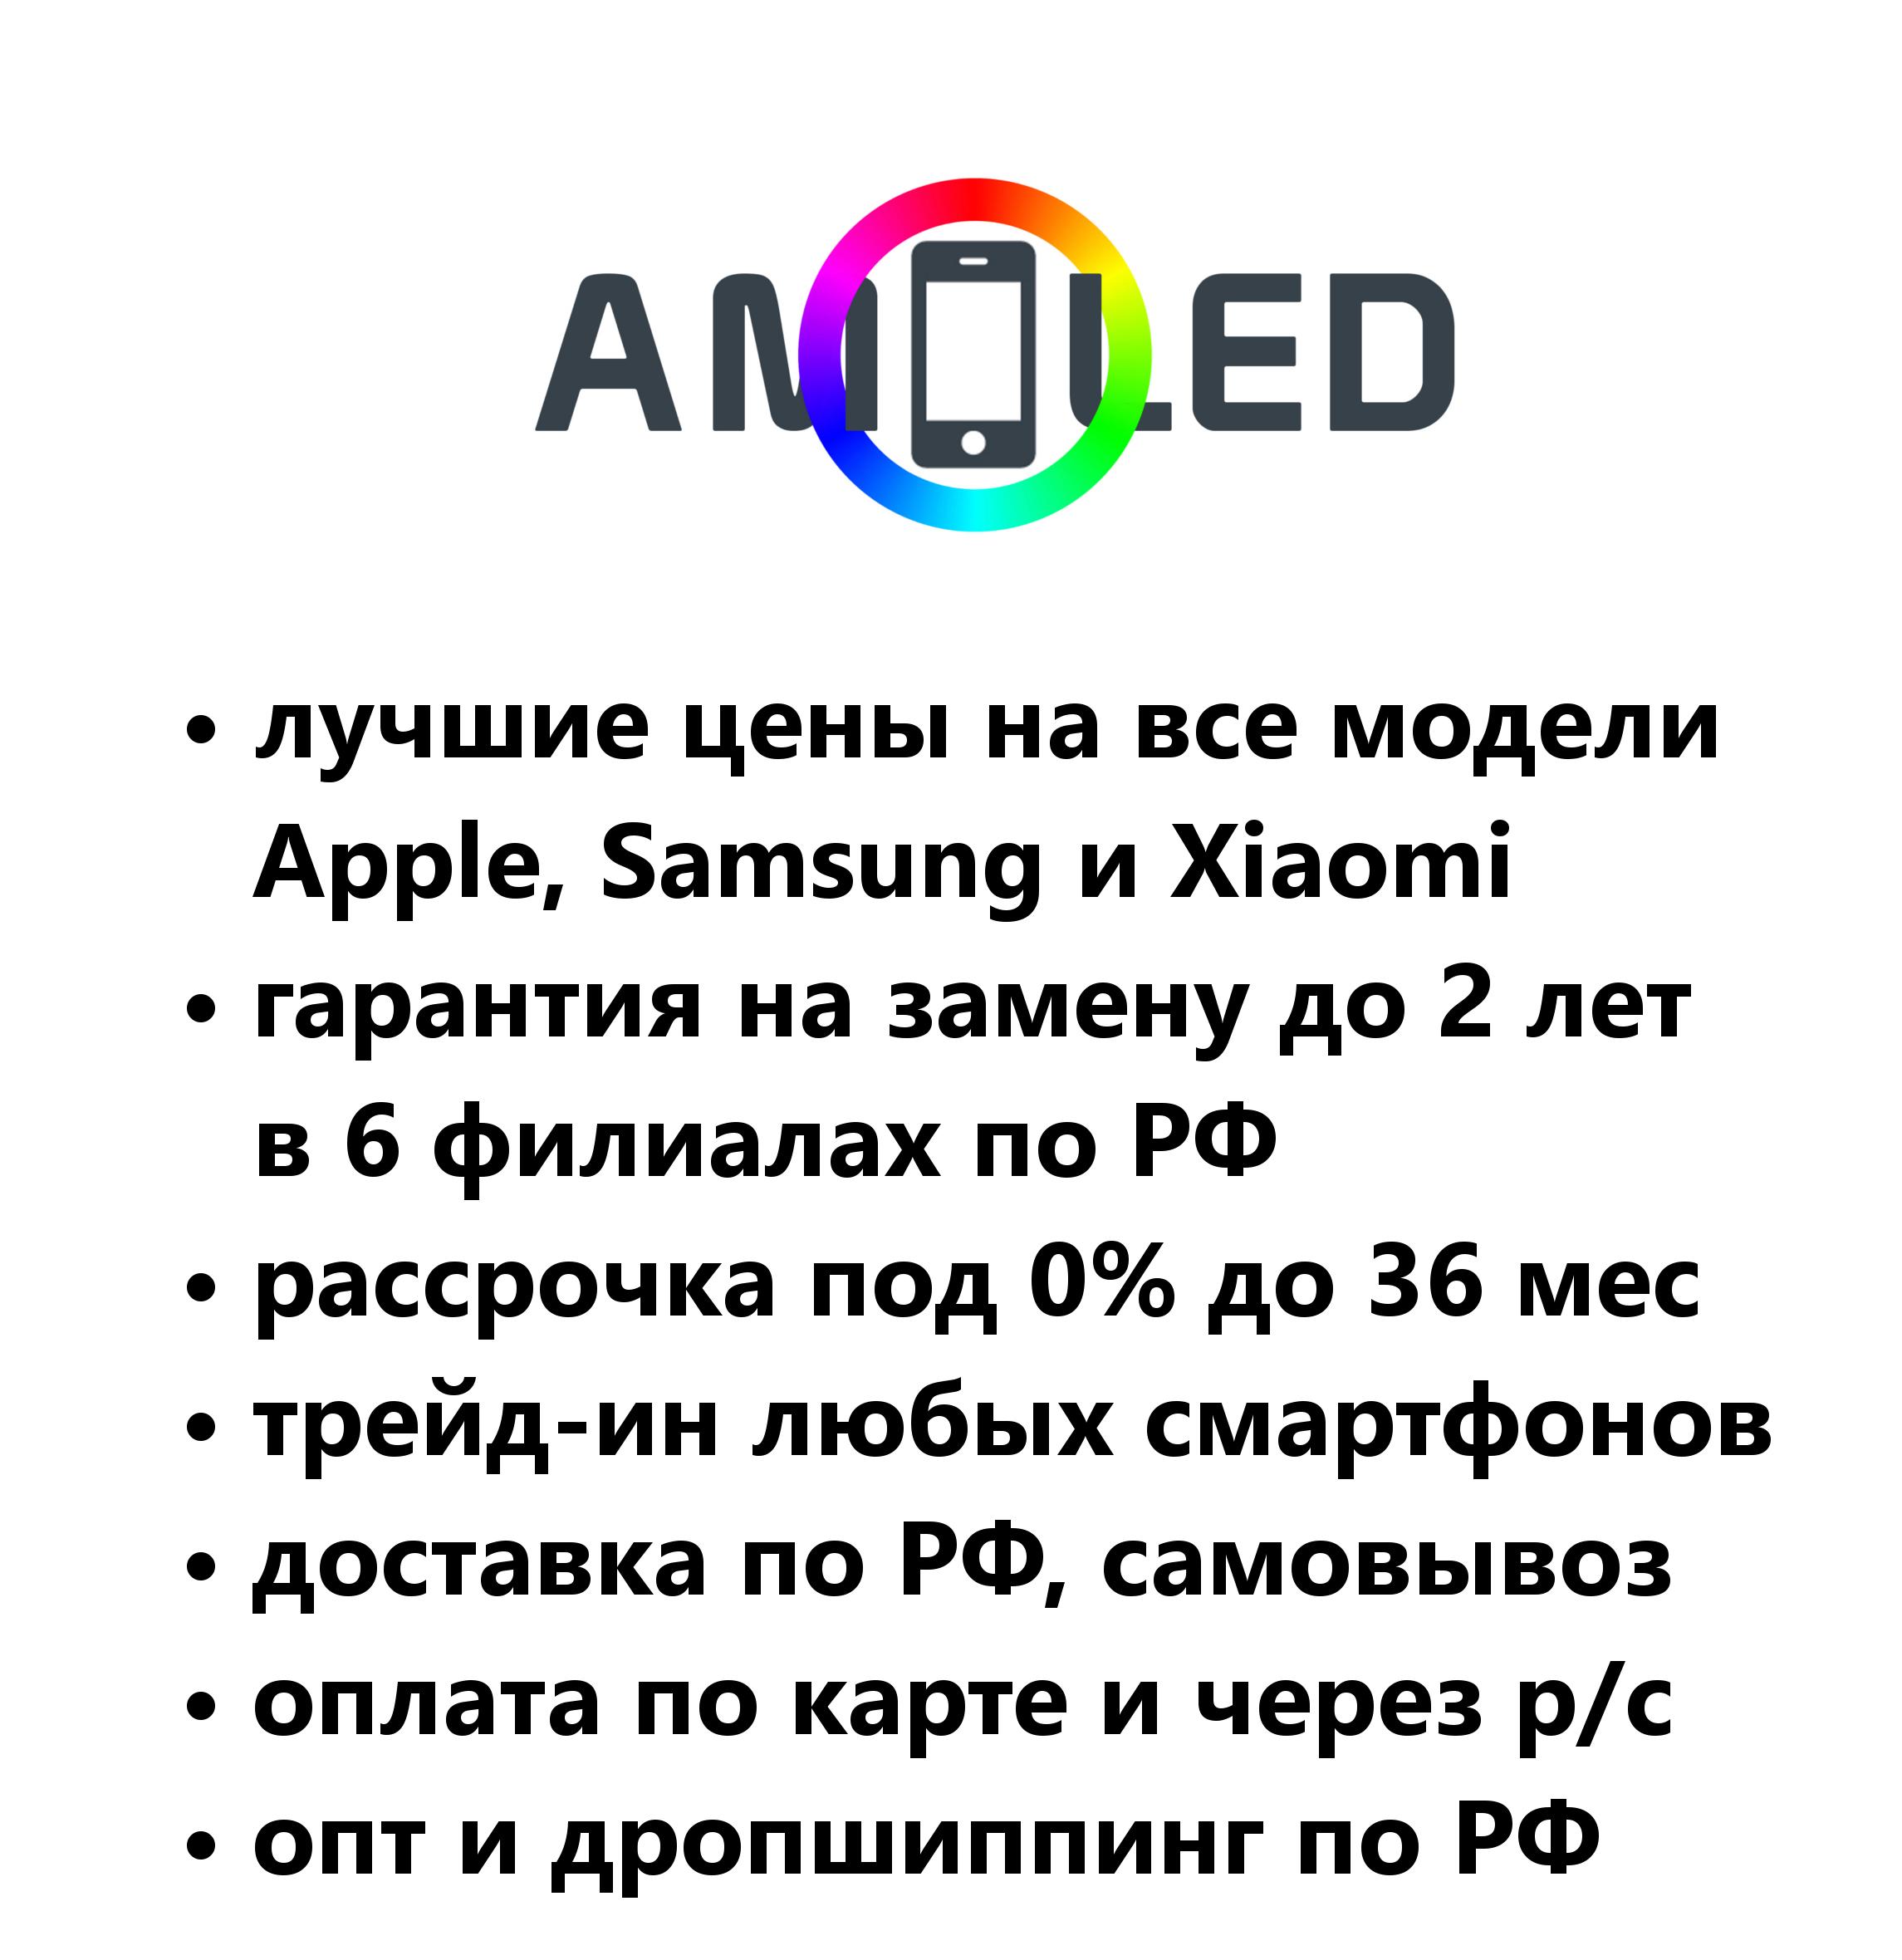 AMOLED
• лучшие цены на все модели
Apple, Samsung и Xiaomi
• гарантия на замену до 2 лет
в 6 филиалах по РФ
• рассрочка под 0% до 36 мес
• трейд-ин любых смартфонов
• доставка по РФ, самовывоз
• оплата по карте и через р/с
• опт и дропшиппинг по РФ